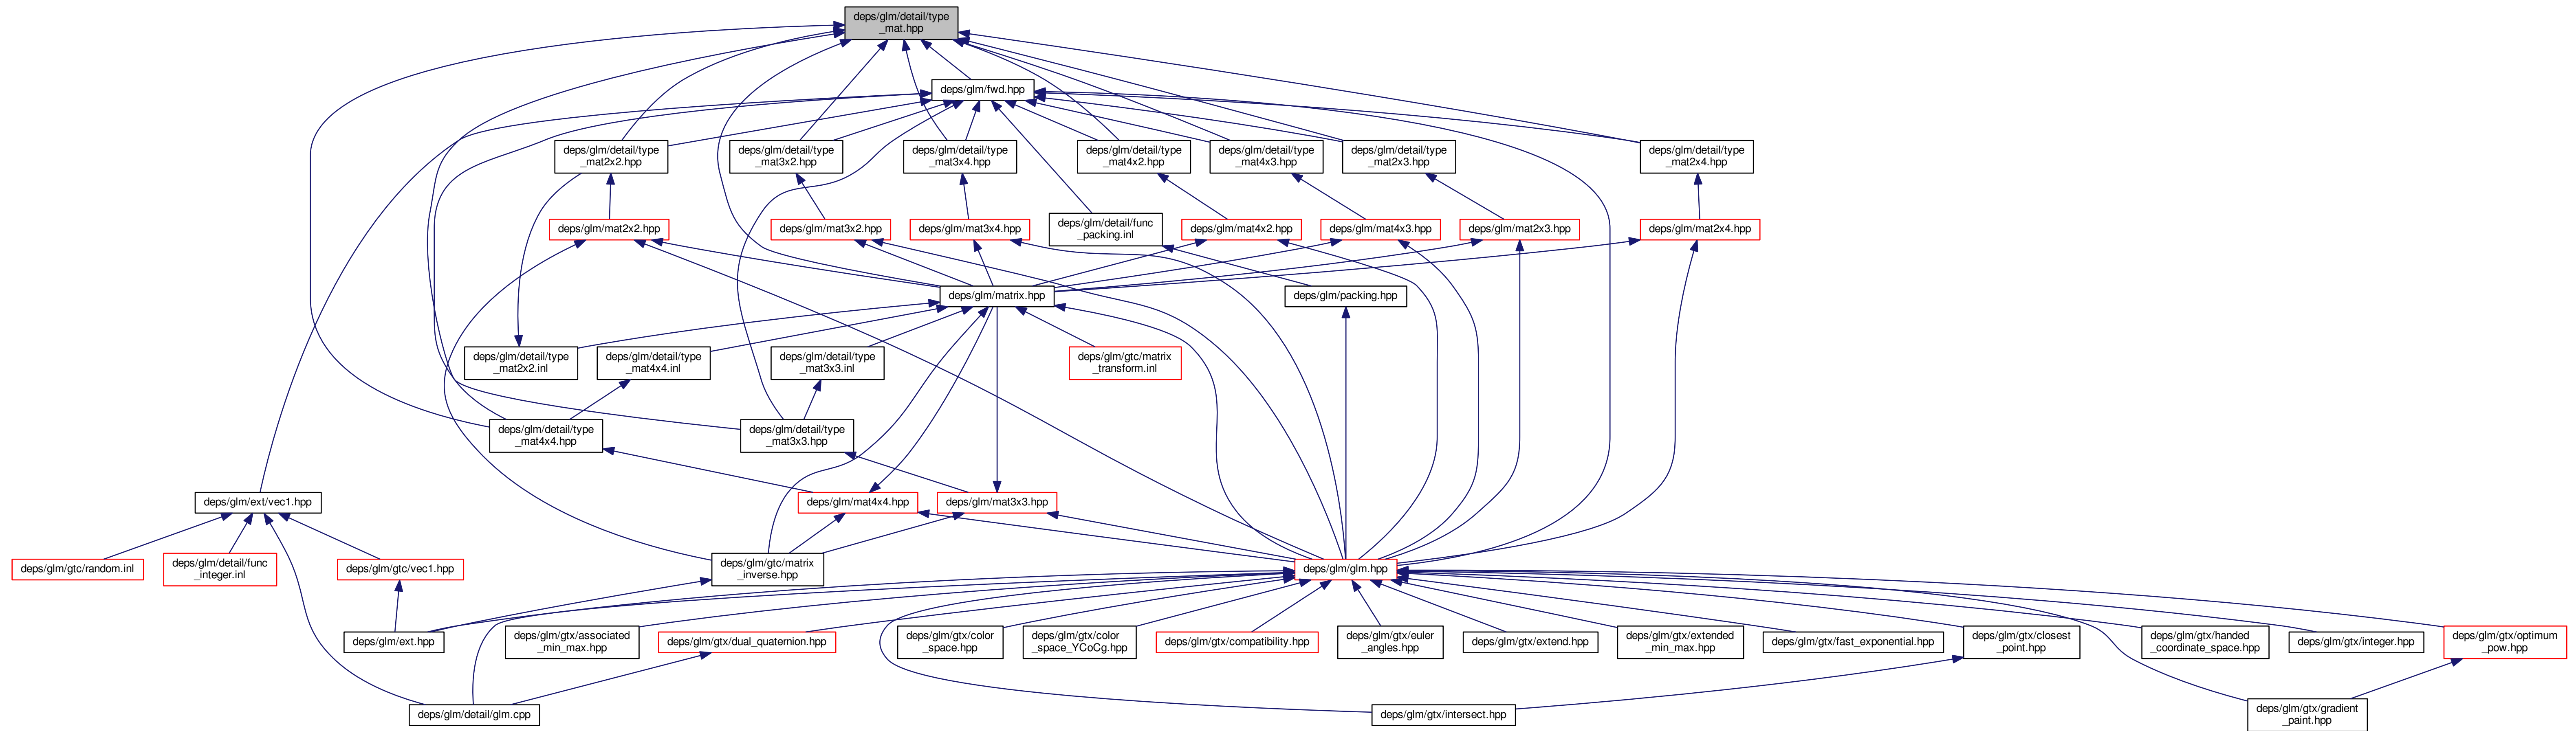 deps/glm/detail/type
_mat.hpp
deps/glm/fwd.hpp
deps/glm/detail/type
_mat2x2.hpp
deps/glm/detail/type
_mat3x2.hpp
deps/glm/detail/type
_mat3x4.hpp
deps/glm/detail/type
_mat4x2.hpp
deps/glm/detail/type
_mat4x3.hpp
deps/glm/detail/type
_mat2x3.hpp
deps/glm/detail/type
_mat2x4.hpp
deps/glm/mat2x2.hpp
deps/glm/mat3x2.hpp
deps/glm/mat3x4.hpp
deps/glm/detail/func
_packing.inl
deps/glm/mat4x2.hpp
deps/glm/mat4x3.hpp
deps/glm/mat2x3.hpp
deps/glm/mat2x4.hpp
deps/glm/matrix.hpp
deps/glm/packing.hpp
deps/glm/detail/type
_mat2x2.inl
deps/glm/detail/type
_mat4x4.inl
deps/glm/detail/type
_mat3x3.inl
deps/glm/gtc/matrix
_transform.inl
deps/glm/detail/type
_mat4x4.hpp
deps/glm/detail/type
_mat3x3.hpp
deps/glm/ext/vec1.hpp
deps/glm/mat4x4.hpp
deps/glm/mat3x3.hpp
deps/glm/gtc/random.inl
deps/glm/detail/func
_integer.inl
deps/glm/gtc/vec1.hpp
deps/glm/gtc/matrix
_inverse.hpp
deps/glm/glm.hpp
deps/glm/ext.hpp
deps/glm/gtx/associated
_min_max.hpp
deps/glm/gtx/dual_quaternion.hpp
deps/glm/gtx/color
_space.hpp
deps/glm/gtx/color
_space_YCoCg.hpp
deps/glm/gtx/compatibility.hpp
deps/glm/gtx/euler
_angles.hpp
deps/glm/gtx/extend.hpp
deps/glm/gtx/extended
_min_max.hpp
deps/glm/gtx/fast_exponential.hpp
deps/glm/gtx/closest
_point.hpp
deps/glm/gtx/handed
_coordinate_space.hpp
deps/glm/gtx/integer.hpp
deps/glm/gtx/optimum
_pow.hpp
deps/glm/detail/glm.cpp
deps/glm/gtx/intersect.hpp
deps/glm/gtx/gradient
_paint.hpp